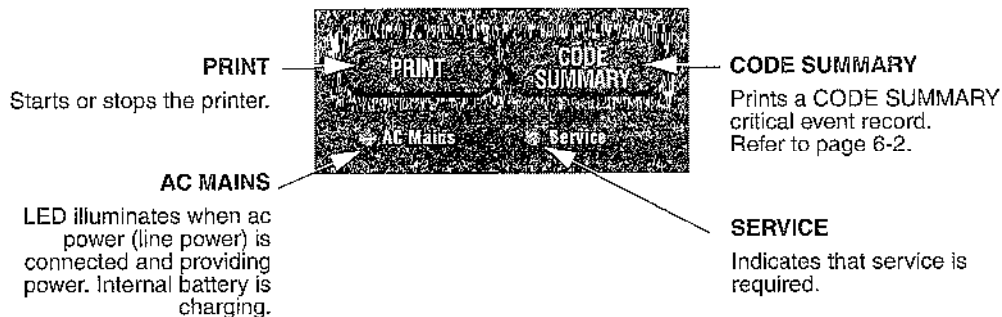 PRINT
Starts or stops the printer.
AC MAINS
LED illuminates when ac
power (line power) is
connected and providing
power. Internal battery is
charging.
PRINT
CODE
SUMMARY
AC Mains
Service
CODE SUMMARY
Prints a CODE SUMMARY
critical event record.
Refer to page 6-2.
SERVICE
Indicates that service is
required.